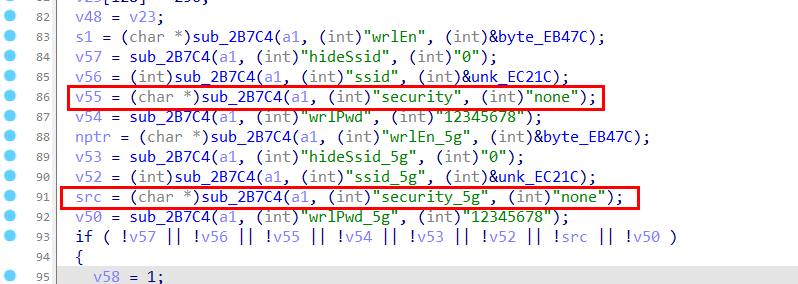 82 v48 = v23;
83 s1 = (char *)sub_2B7C4(a1, (int)"wrlEn", (int)&byte_EB47C);
84 v57 = sub_2B7C4(a1, (int)"hideSsid", (int)"0");
85 v56 = (int)sub_2B7C4(a1, (int)"ssid", (int)&unk_EC21C);
86 v55 = (char *)sub_2B7C4(a1, (int)"security", (int)"none");
87 v54 = sub_2B7C4(a1, (int)"wrlPwd", (int)"12345678");
88 nptr = (char *)sub_2B7C4(a1, (int)"wrlEn_5g", (int)&byte_EB47C);
89 v53 = sub_2B7C4(a1, (int)"hideSsid_5g", (int)"0");
90 v52 = (int)sub_2B7C4(a1, (int)"ssid_5g", (int)&unk_EC21C);
91 src = (char *)sub_2B7C4(a1, (int)"security_5g", (int)"none");
92 v50 = sub_2B7C4(a1, (int)"wrlPwd_5g", (int)"12345678");
93 if ( !v57 || !v56 || !v55 || !v54 || !v53 || !v52 || !src || !v50 )
94 {
95 v58 = 1;